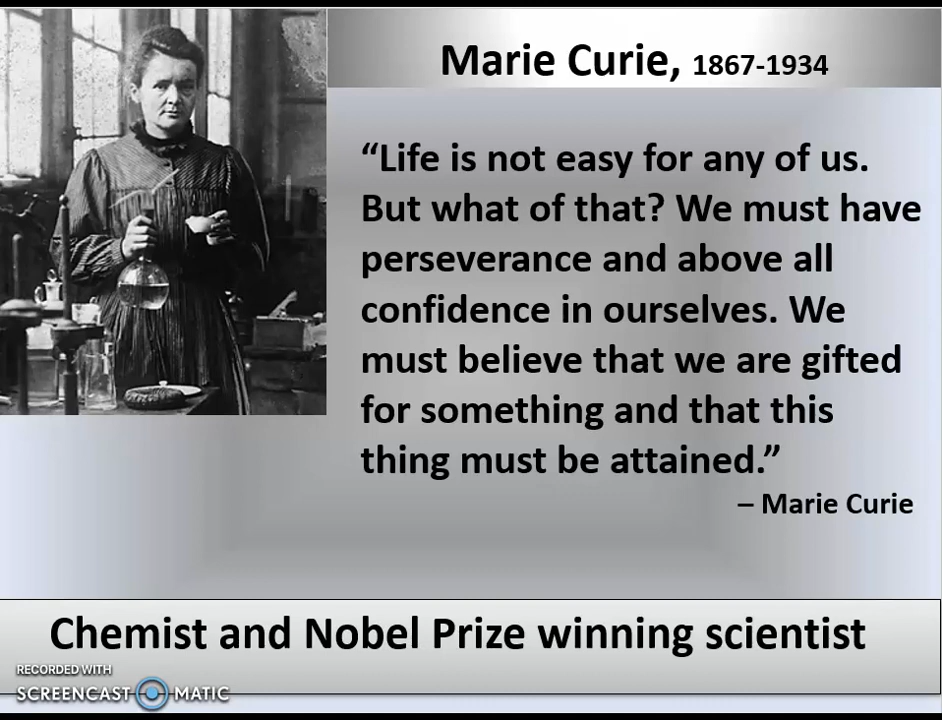 Marie Curie, 1867-1934
“Life is not easy for any of us.
But what of that? We must have
perseverance and above all
confidence in ourselves. We
must believe that we are gifted
for something and that this
thing must be attained.”
– Marie Curie
Chemist and Nobel Prize winning scientist
RECORDED WITH
SCREENCAST MATIC